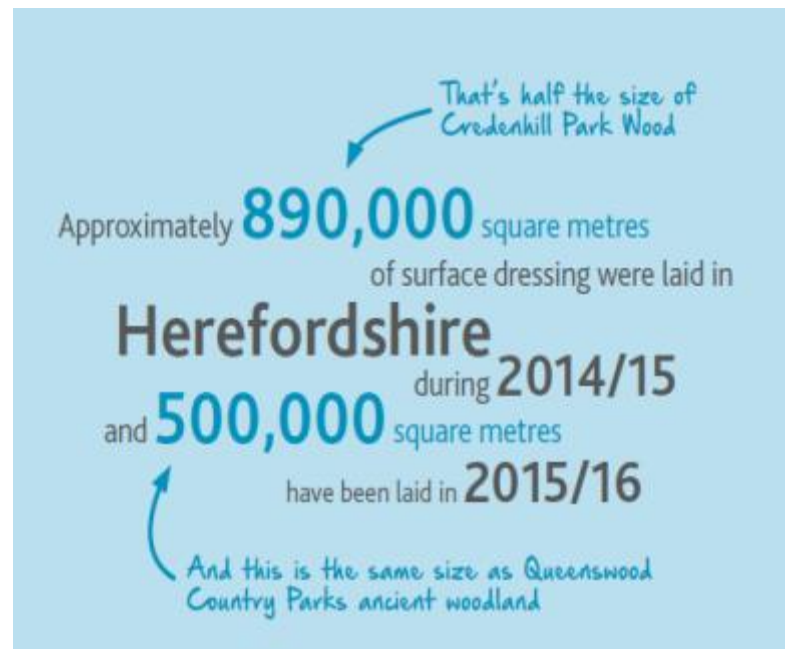 That's half the size of
Credenhill Park Wood
Approximately 890,000 square metres
of surface dressing were laid in
Herefordshire
during 2014/15
and 500,000 square metres
have been laid in 2015/16
And this is the same size as Queenswood
Country Parks ancient woodland